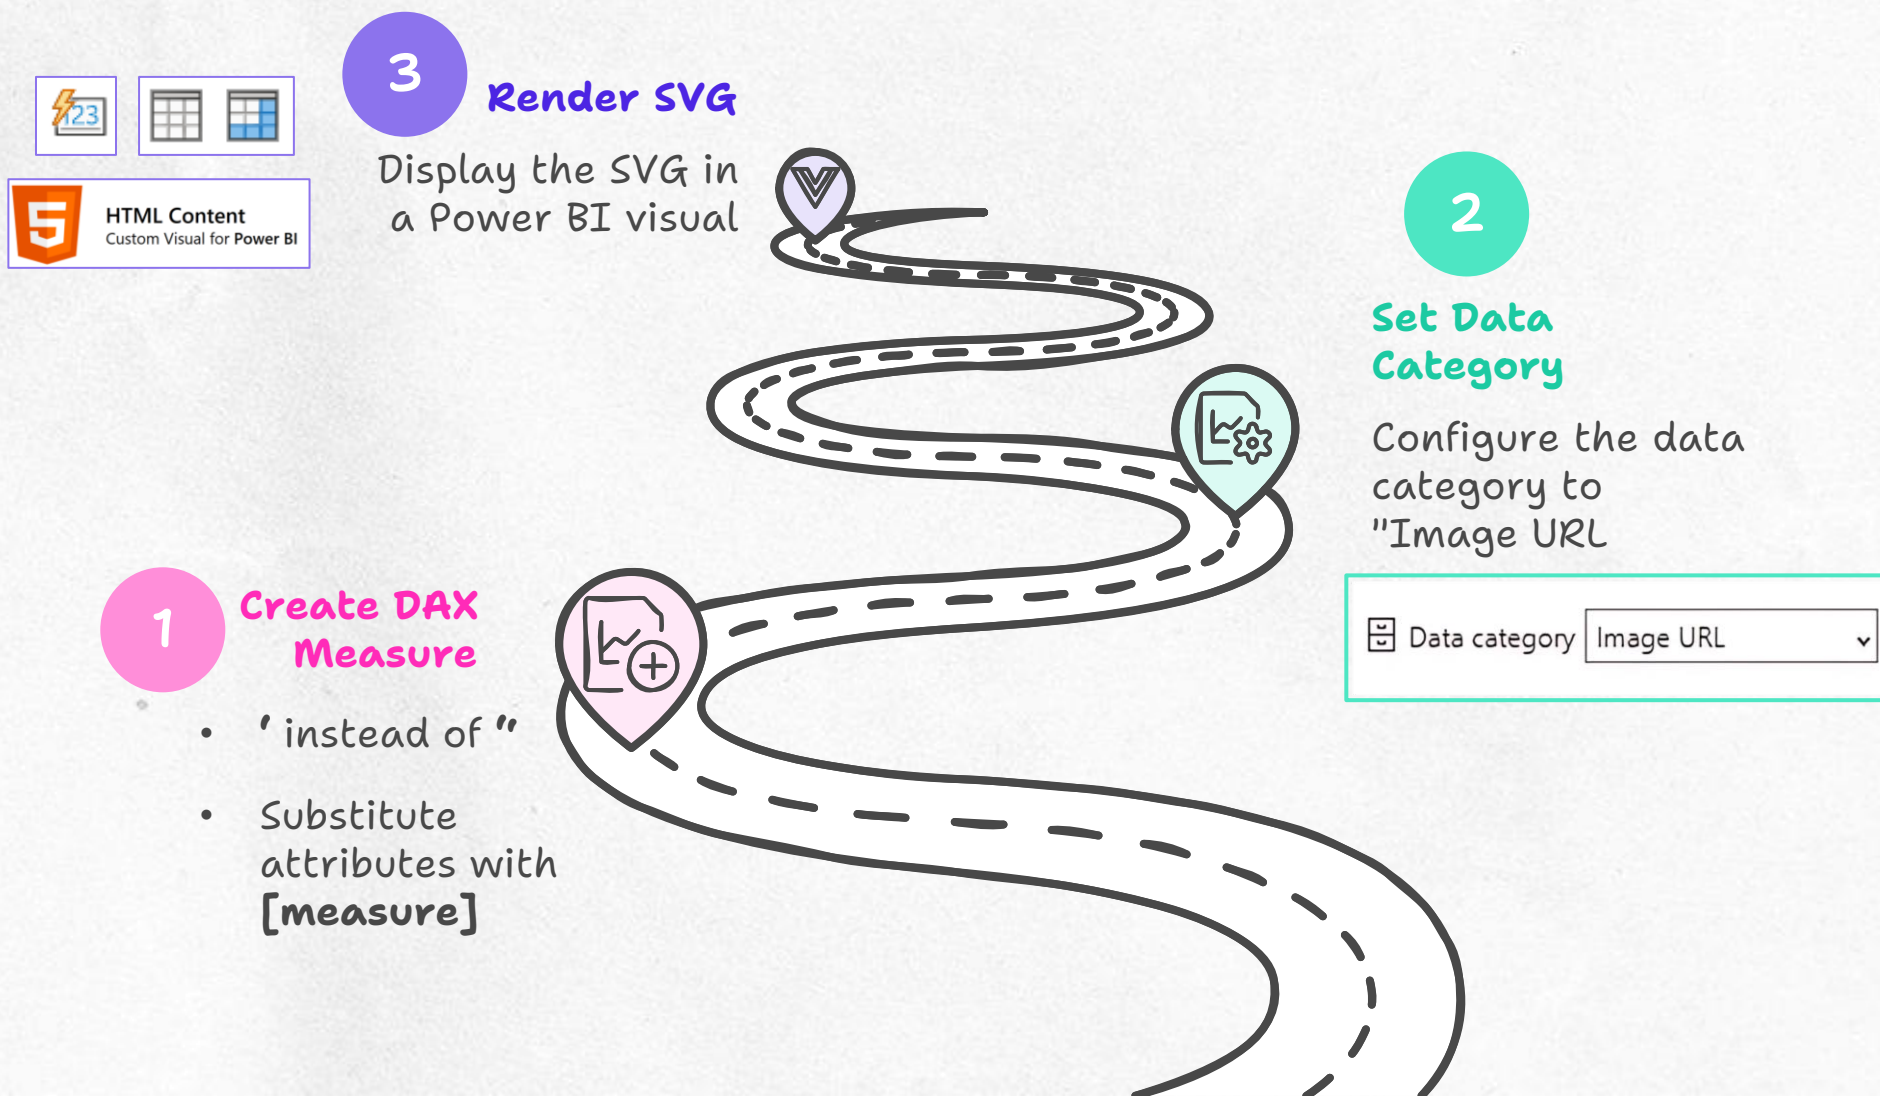 3
Render SVG
Display the SVG in
a Power BI visual
123
5
HTML Content
Custom Visual for Power BI
2
Set Data
Category
Configure the data
category to
"Image URL
Data category Image URL
1
Create DAX
Measure
• ' instead of "
• Substitute
attributes with
[measure]